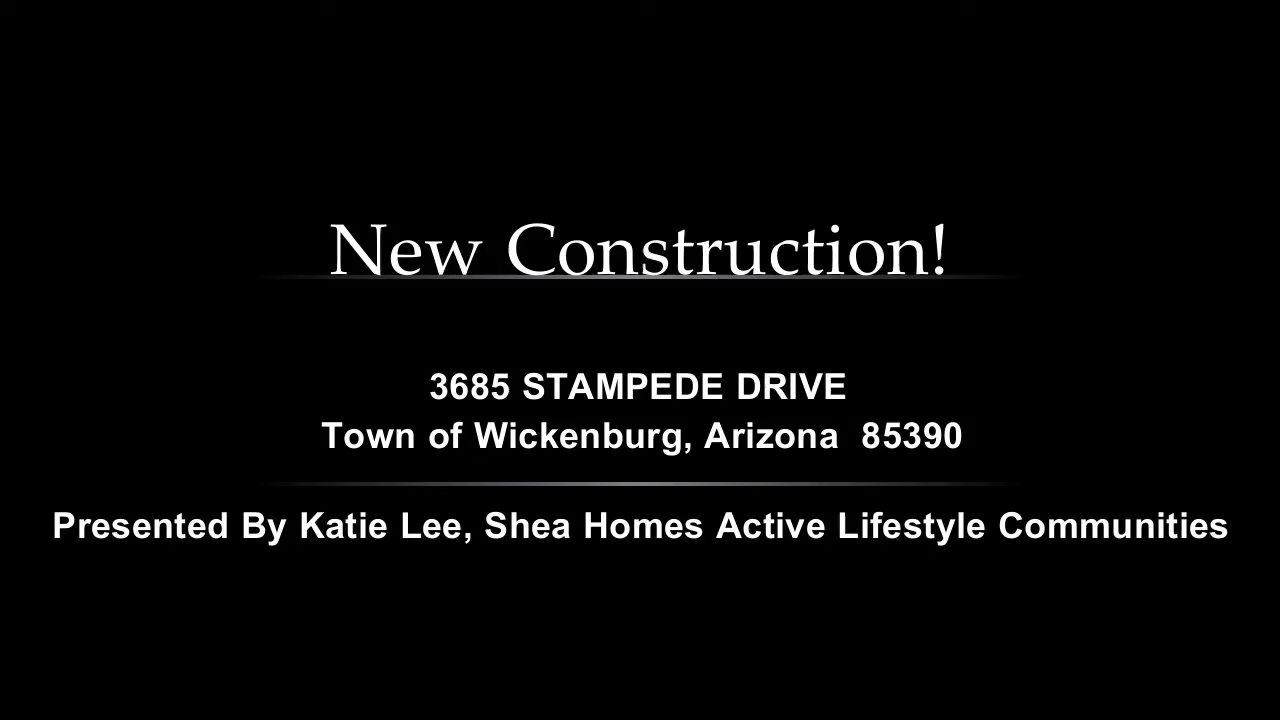 New Construction!
3685 STAMPEDE DRIVE
Town of Wickenburg, Arizona  85390
Presented By Katie Lee, Shea Homes Active Lifestyle Communities